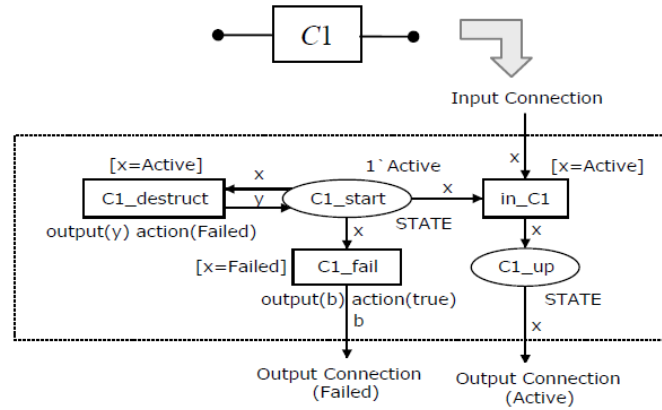 C1
Input Connection
x
[x=Active]
[x=Active]
x
1`Active
C1_destruct
y
C1_start
x
in_C1
output(y) action(Failed)
x
STATE
x
[x=Failed]
C1_fail
C1_up
output(b) action(true)
STATE
b
x
Output Connection
(Failed)
Output Connection
(Active)